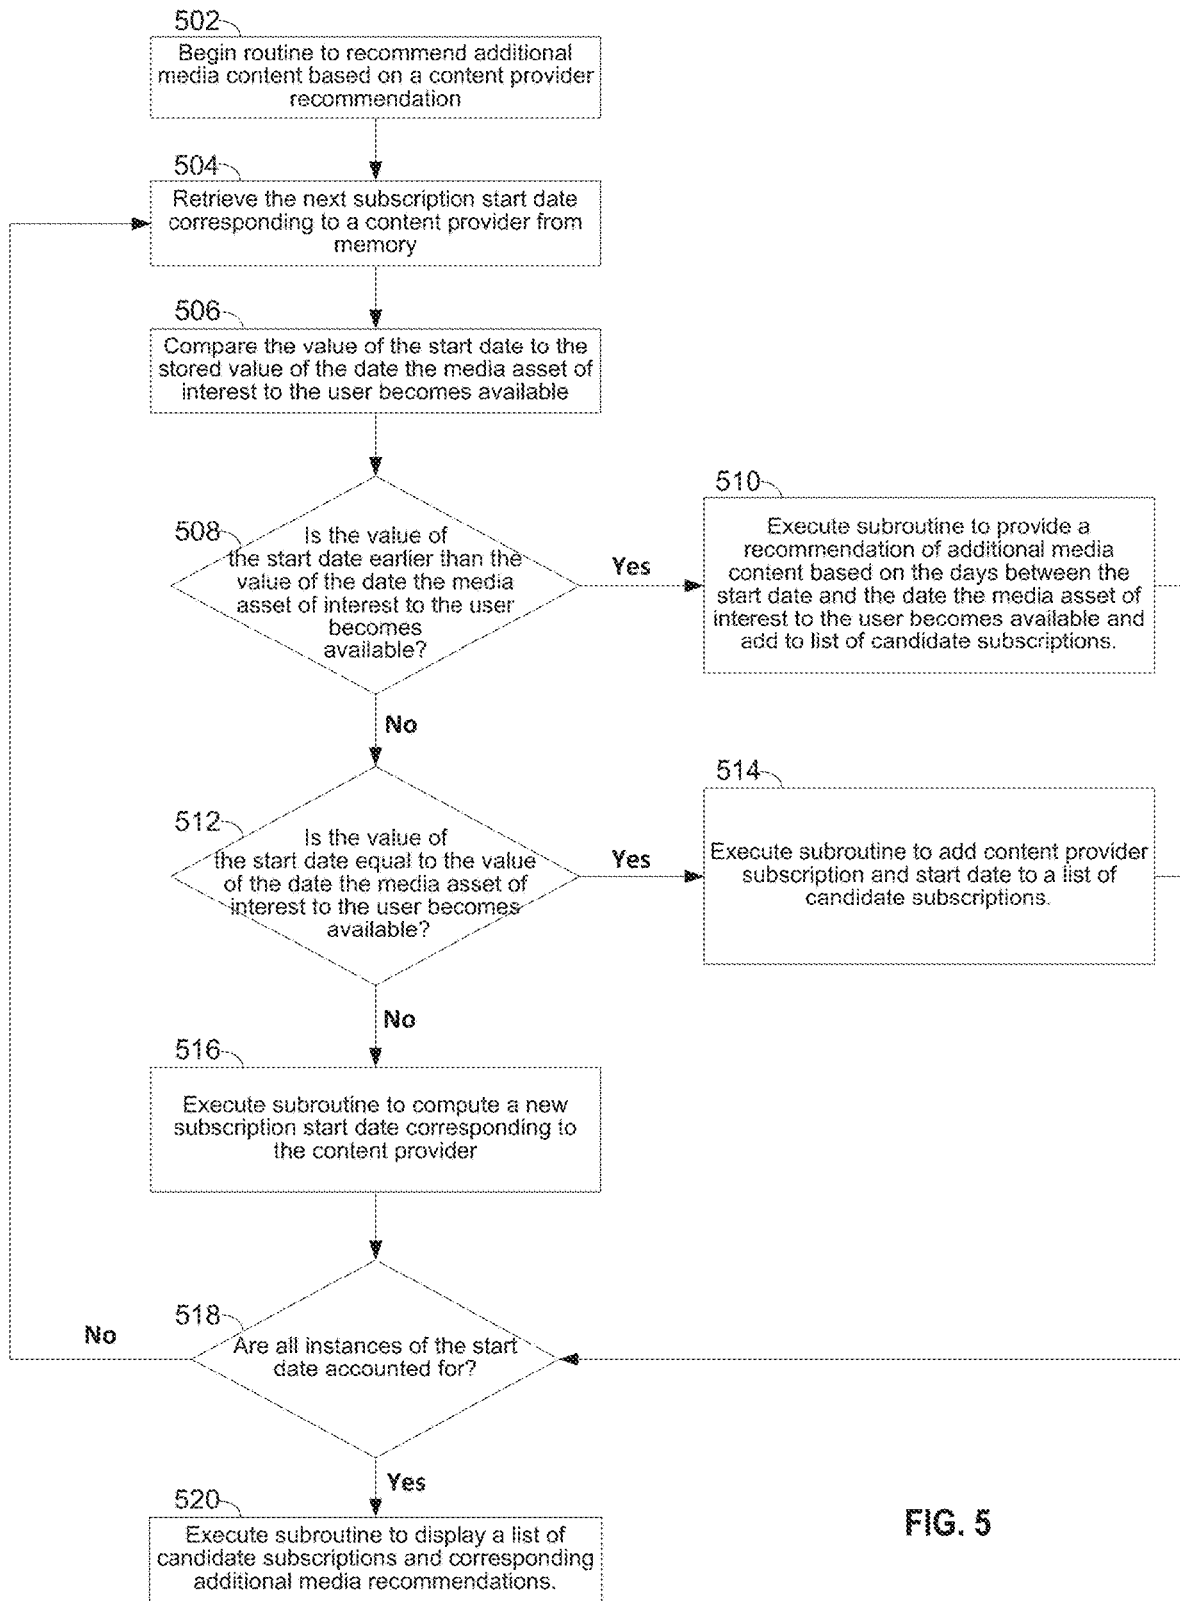 502
Begin routine to recommend additional
media content based on a content provider
recommendation
504
Retrieve the next subscription start date
corresponding to a content provider from
memory
506
Compare the value of the start date to the
stored value of the date the media asset of
interest to the user becomes available
508
Is the value of
the start date earlier than the
value of the date the media
asset of interest to the user
becomes
available?
Yes
510
Execute subroutine to provide a
recommendation of additional media
content based on the days between the
start date and the date the media asset of
interest to the user becomes available and
add to list of candidate subscriptions.
No
512
Is the value of
the start date equal to the value
of the date the media asset of
interest to the user becomes
available?
Yes
514
Execute subroutine to add content provider
subscription and start date to a list of
candidate subscriptions.
No
516
Execute subroutine to compute a new
subscription start date corresponding to
the content provider
518
Are all instances of the start
date accounted for?
No
Yes
520
Execute subroutine to display a list of
candidate subscriptions and corresponding
additional media recommendations.
FIG. 5